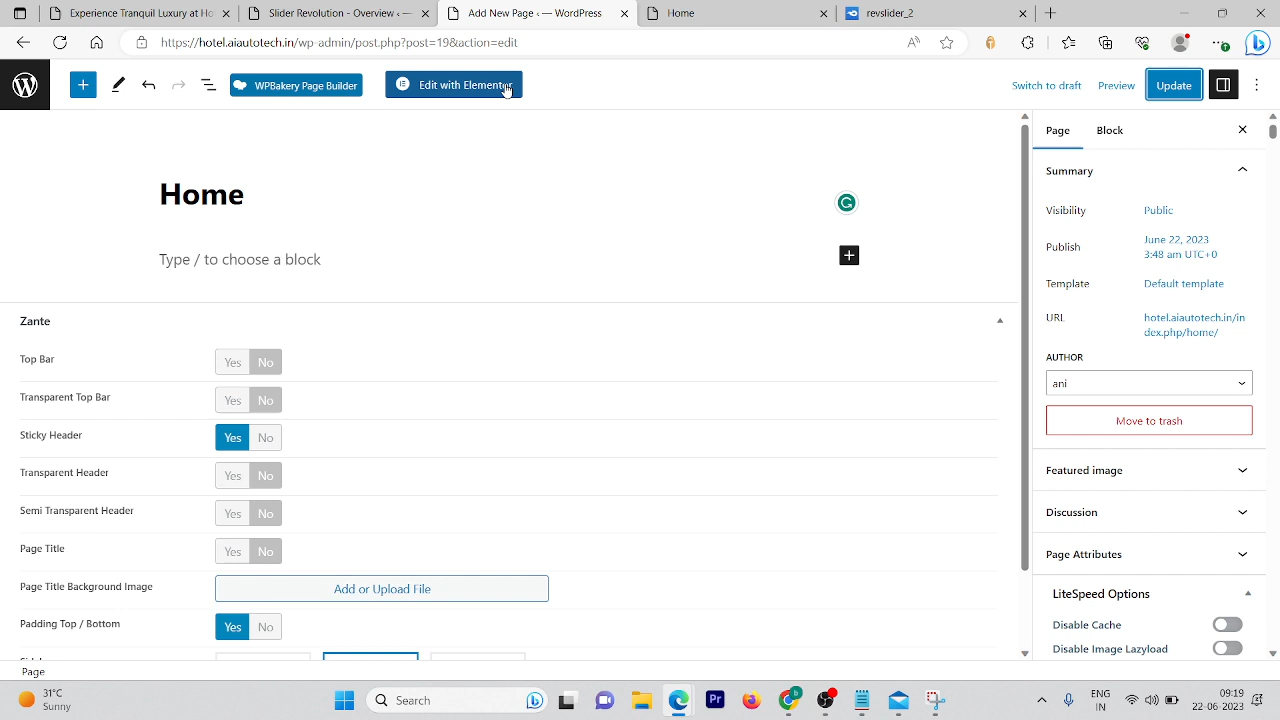 Experience Tranquil Luxury at Ho
Slider Revolution Overview — —
Add New Page — WordPress
Home
revslider_2
https://hotel.aiautotech.in/wp-admin/post.php?post=19&action=edit
WPBakery Page Builder
Edit with Elementor
Switch to draft
Preview
Update
Home
Type / to choose a block
Zante
Top Bar
Yes No
Transparent Top Bar
Yes No
Sticky Header
Yes No
Transparent Header
Yes No
Semi Transparent Header
Yes No
Page Title
Yes No
Page Title Background Image
Add or Upload File
Padding Top / Bottom
Yes No
Page
Page
Block
Summary
Visibility
Public
Publish
June 22, 2023
3:48 am UTC+0
Template
Default template
URL
hotel.aiautotech.in/in
dex.php/home/
AUTHOR
ani
Move to trash
Featured image
Discussion
Page Attributes
LiteSpeed Options
Disable Cache
Disable Image Lazyload
31°C
Sunny
Search
ENG
IN
09:19
22-06-2023